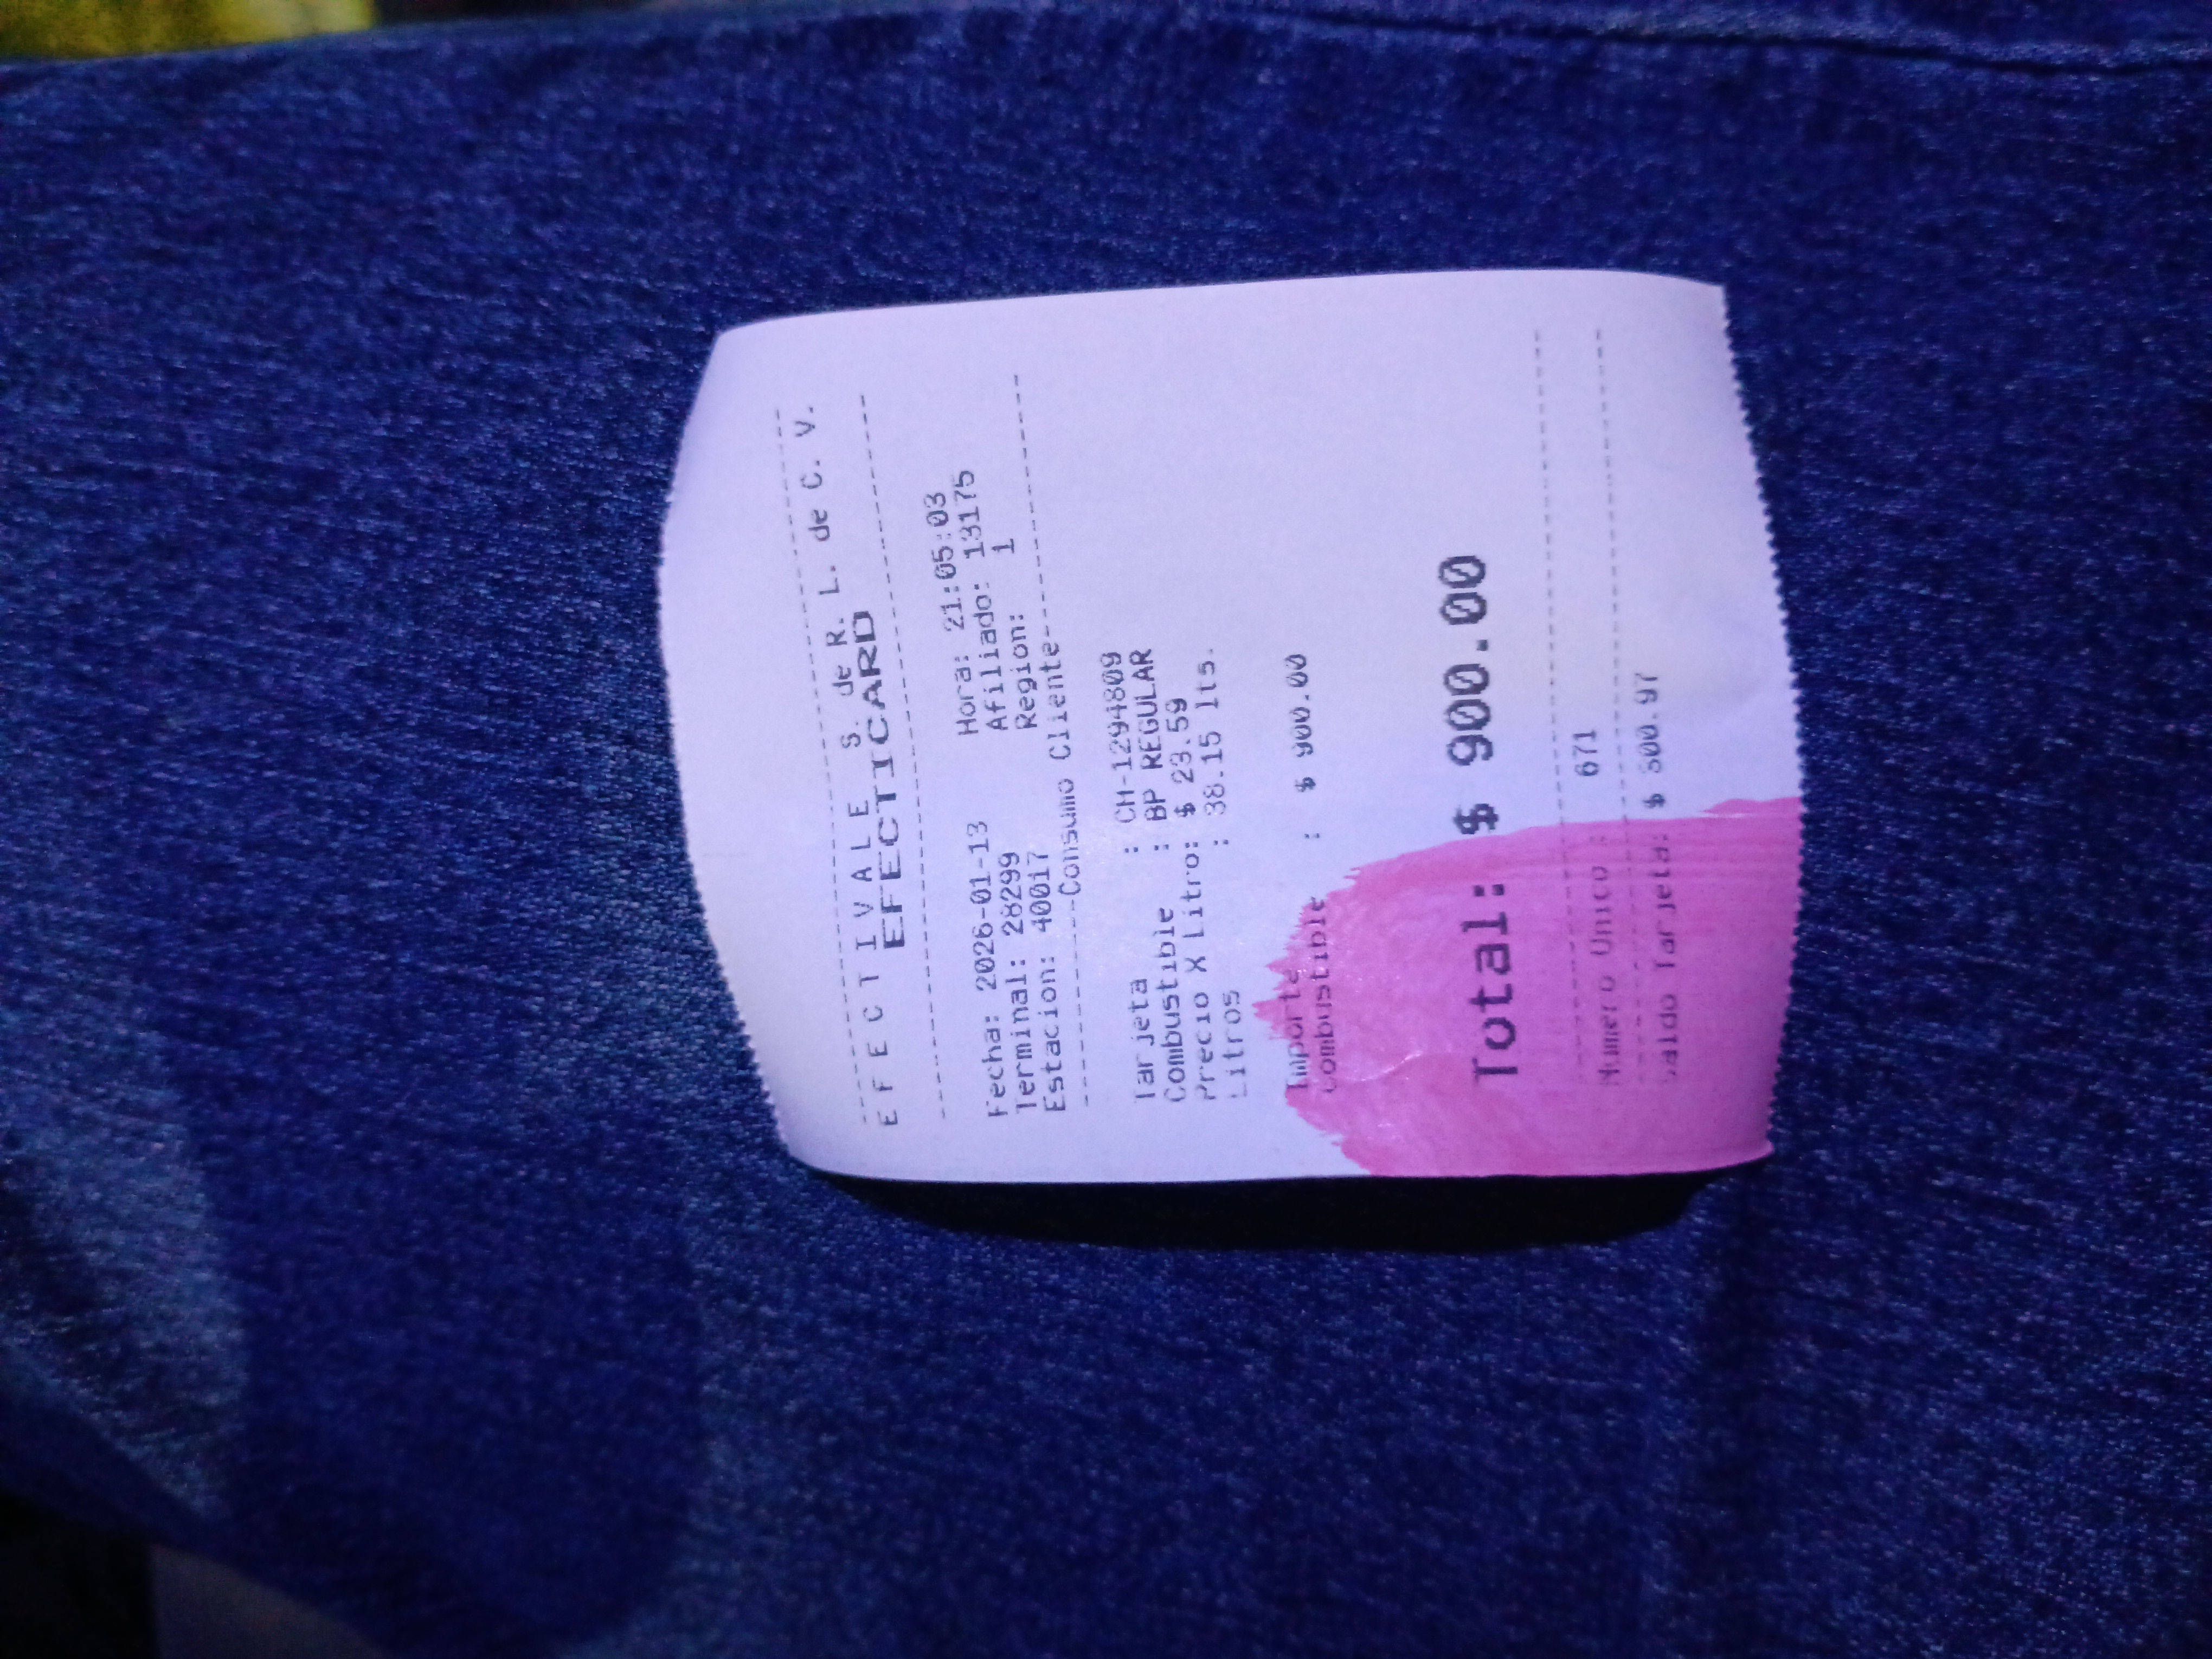 EFECTIVALE S. de R. L. de C. V.
EFECTICARD
Fecha: 2026-01-13 Hora: 21:05:03
Terminal: 28299 Afiliado: 13175
Estacion: 40017 Region: 1
Consumo Cliente
Tarjeta : CH-1294809
Combustible : BP REGULAR
Precio X Litro: $ 23.59
Litros : 38.15 lts.
Importe
Combustible : $ 900.00
Total: $ 900.00
Numero Unico : 671
Saldo Tarjeta: $